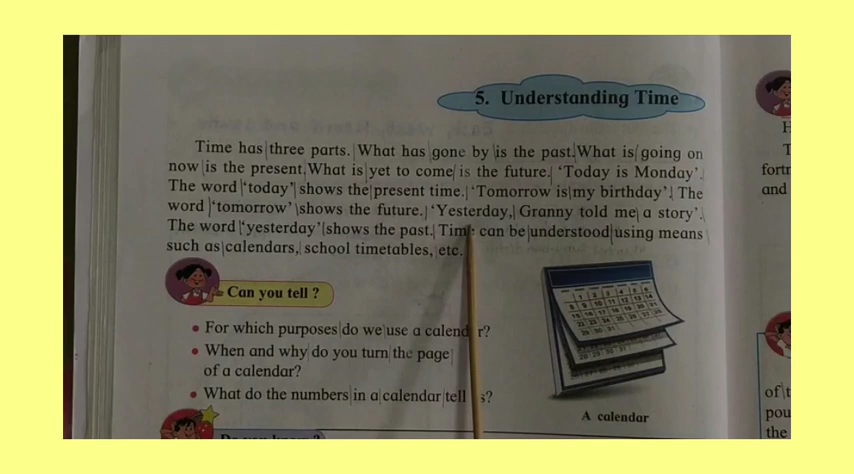 5. Understanding Time
Time has three parts. What has gone by is the past. What is going on
now is the present. What is yet to come is the future. ‘Today is Monday’.
The word ‘today’ shows the present time. ‘Tomorrow is my birthday’. The
word ‘tomorrow’ shows the future. ‘Yesterday, Granny told me a story’.
The word ‘yesterday’ shows the past. Time can be understood using means
such as calendars, school timetables, etc.
Can you tell ?
• For which purposes do we use a calendar?
• When and why do you turn the page
of a calendar?
• What do the numbers in a calendar tell us?
A calendar
Do you know ?
fortn
and
of t
pou
the